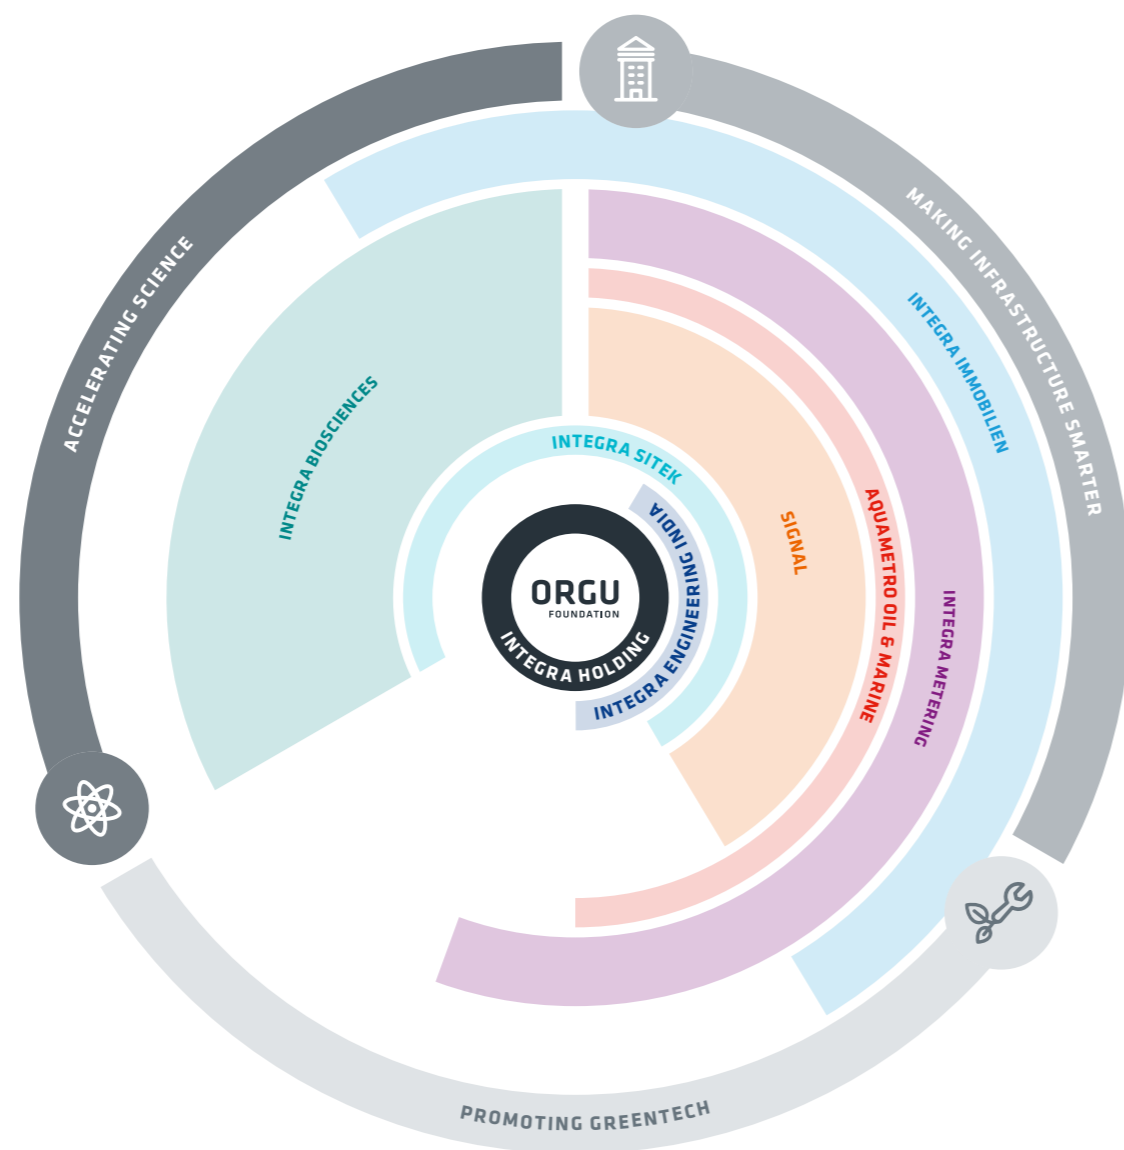 ACCELERATING SCIENCE
MAKING INFRASTRUCTURE SMARTER
INTEGRA IMMOBILIEN
INTEGRA BIOSCIENCES
INTEGRA SITEK
SIGNAL
AQUAMETRO OIL & MARINE
INTEGRA METERING
INTEGRA ENGINEERING INDIA
ORGU
FOUNDATION
INTEGRA HOLDING
PROMOTING GREENTECH